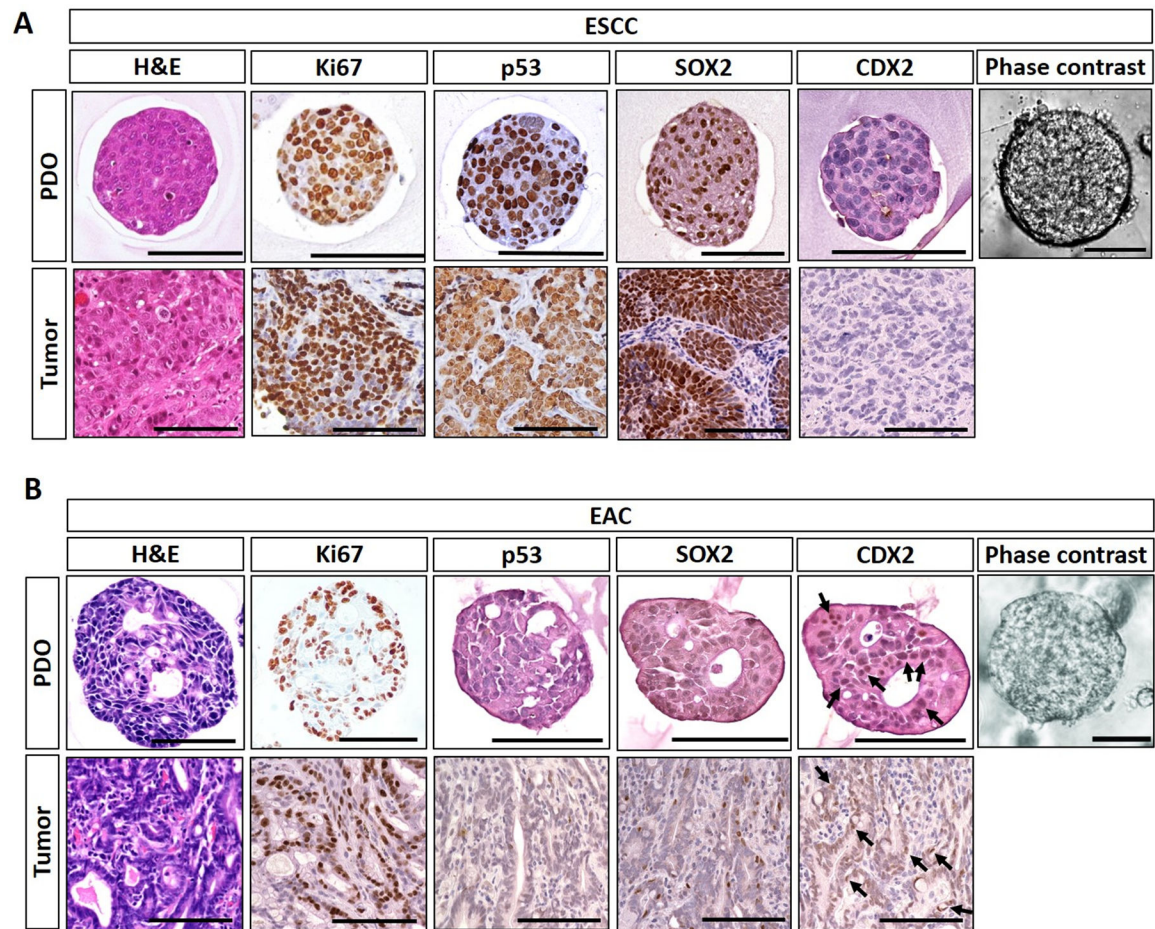 A
ESCC
H&E Ki67 p53 SOX2 CDX2 Phase contrast
PDO
Tumor
B
EAC
H&E Ki67 p53 SOX2 CDX2 Phase contrast
PDO
Tumor